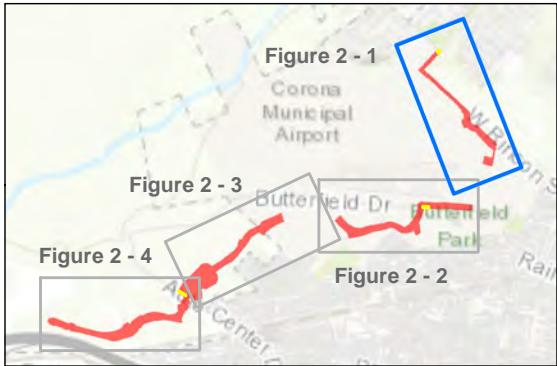 Figure 2 - 1
Corona
Municipal
Airport
W Rincon S
Figure 2 - 3
Butterfield Dr
Butterfield
Park
Figure 2 - 4
Figure 2 - 2
Rail
Center